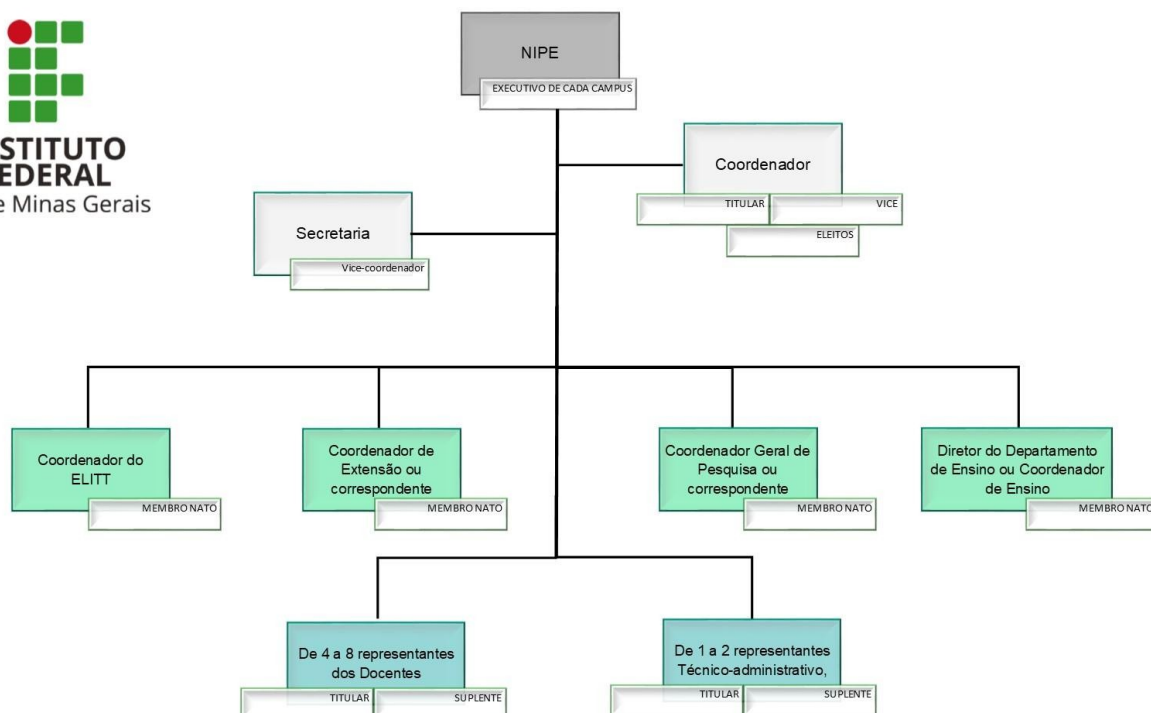 NIPE
EXECUTIVO DE CADA CAMPUS
STITUTO
EDERAL
e Minas Gerais
Coordenador
TITULAR
VICE
ELEITOS
Secretaria
Vice-coordenador
Coordenador do
ELITT
MEMBRO NATO
Coordenador de
Extensão ou
correspondente
MEMBRO NATO
Coordenador Geral de
Pesquisa ou
correspondente
MEMBRO NATO
Diretor do Departamento
de Ensino ou Coordenador
de Ensino
MEMBRO NATO
De 4 a 8 representantes
dos Docentes
TITULAR
SUPLENTE
De 1 a 2 representantes
Técnico-administrativo,
TITULAR
SUPLENTE